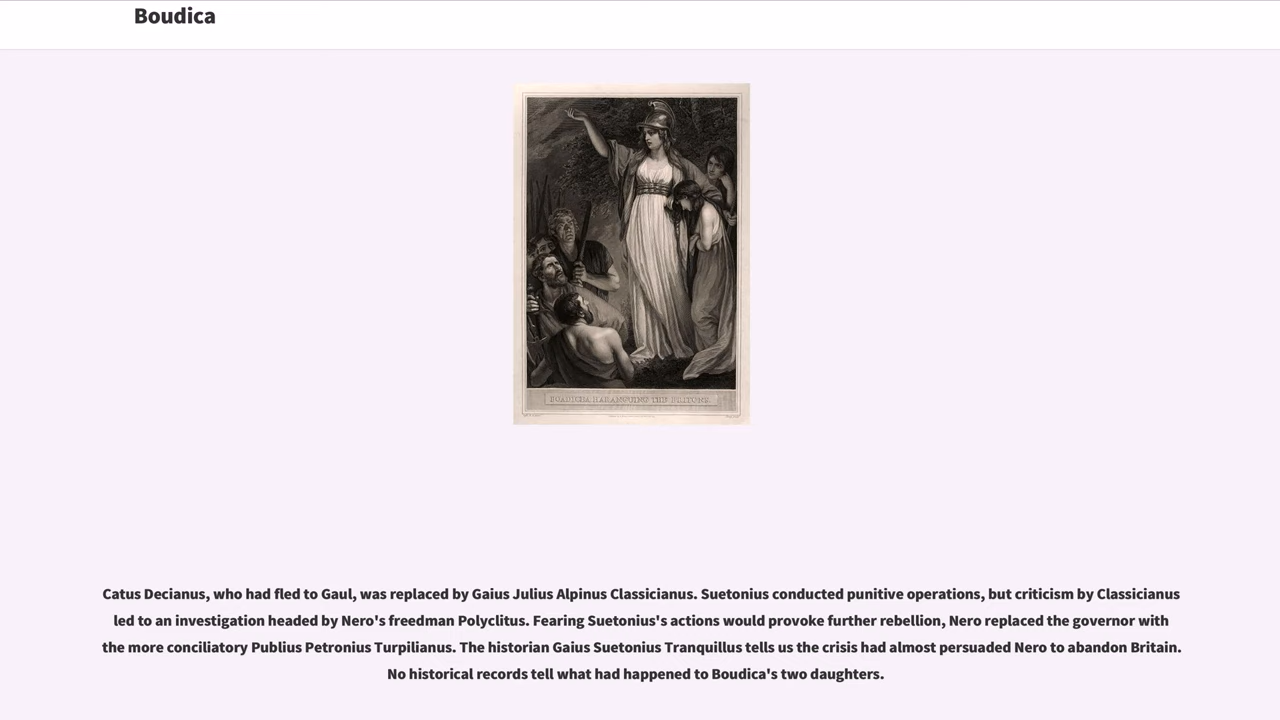 Boudica
BOADICEA HARANGUING THE BRITONS.
Catus Decianus, who had fled to Gaul, was replaced by Gaius Julius Alpinus Classicianus. Suetonius conducted punitive operations, but criticism by Classicianus
led to an investigation headed by Nero's freedman Polyclitus. Fearing Suetonius's actions would provoke further rebellion, Nero replaced the governor with
the more conciliatory Publius Petronius Turpilianus. The historian Gaius Suetonius Tranquillus tells us the crisis had almost persuaded Nero to abandon Britain.
No historical records tell what had happened to Boudica's two daughters.